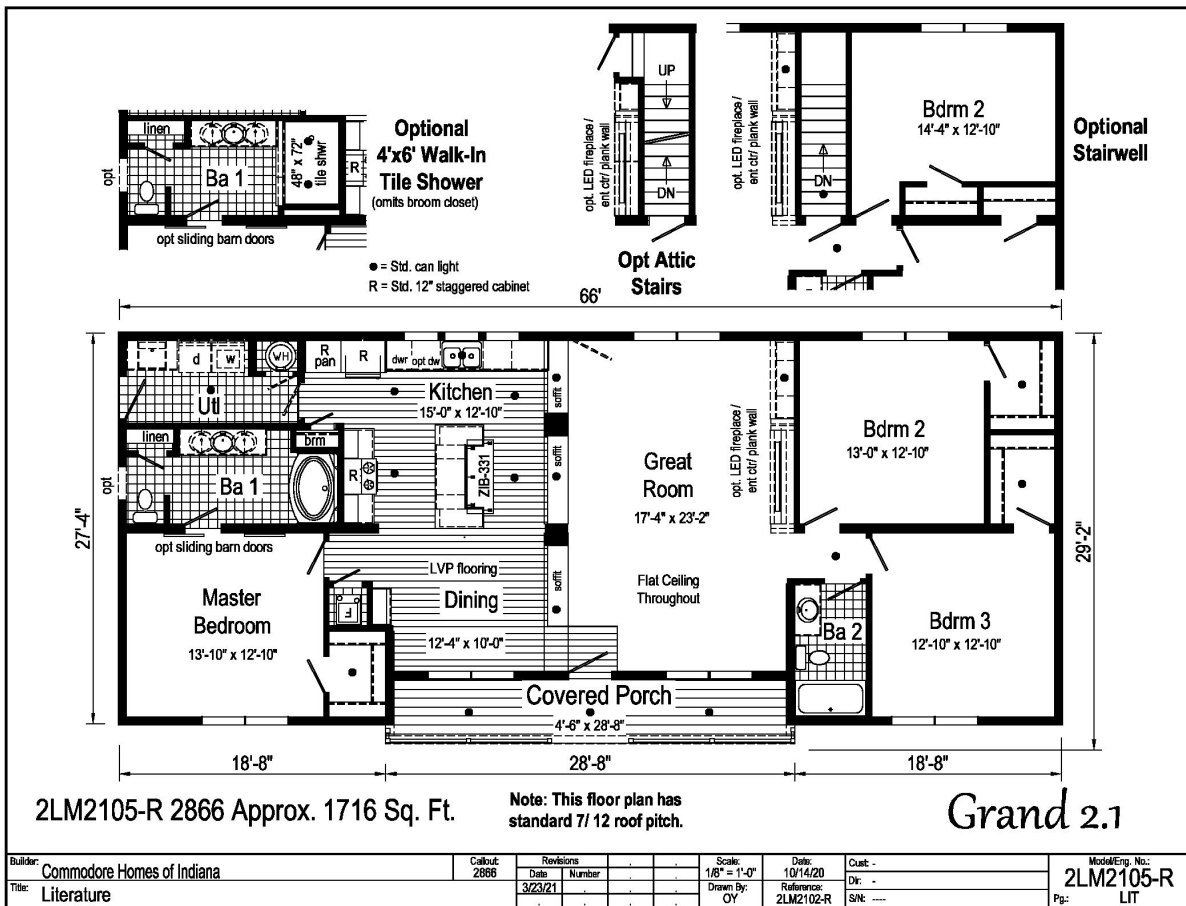 linen
Ba 1
48" x 72"
tile shwr
R
opt
opt sliding barn doors
Optional
4'x6' Walk-In
Tile Shower
(omits broom closet)
● = Std. can light
R = Std. 12" staggered cabinet
UP
DN
opt. LED fireplace /
ent ctr/ plank wall
Opt Attic
Stairs
opt. LED fireplace /
ent ctr/ plank wall
DN
Bdrm 2
14'-4" x 12'-10"
Optional
Stairwell
66'
27'-4"
29'-2"
d
w
WH
Utl
R
pan
R
dwr
opt dw
Kitchen
15'-0" x 12'-10"
soffit
soffit
soffit
linen
brm
Ba 1
opt
R
ZIB-331
opt sliding barn doors
Great
Room
17'-4" x 23'-2"
Flat Ceiling
Throughout
opt. LED fireplace /
ent ctr/ plank wall
Bdrm 2
13'-0" x 12'-10"
Master
Bedroom
13'-10" x 12'-10"
F
LVP flooring
Dining
12'-4" x 10'-0"
Ba 2
Bdrm 3
12'-10" x 12'-10"
Covered Porch
4'-6" x 28'-8"
18'-8"
28'-8"
18'-8"
2LM2105-R 2866 Approx. 1716 Sq. Ft.
Note: This floor plan has
standard 7/ 12 roof pitch.
Grand 2.1
Builder: Commodore Homes of Indiana
Title: Literature
Callout:
2866
Revisions
Date Number
3/23/21
Scale:
1/8" = 1'-0"
Drawn By:
OY
Date:
10/14/20
Reference:
2LM2102-R
Cust: -
Dir: -
S/N: ----
Model/Eng. No.:
2LM2105-R
Pg.: LIT